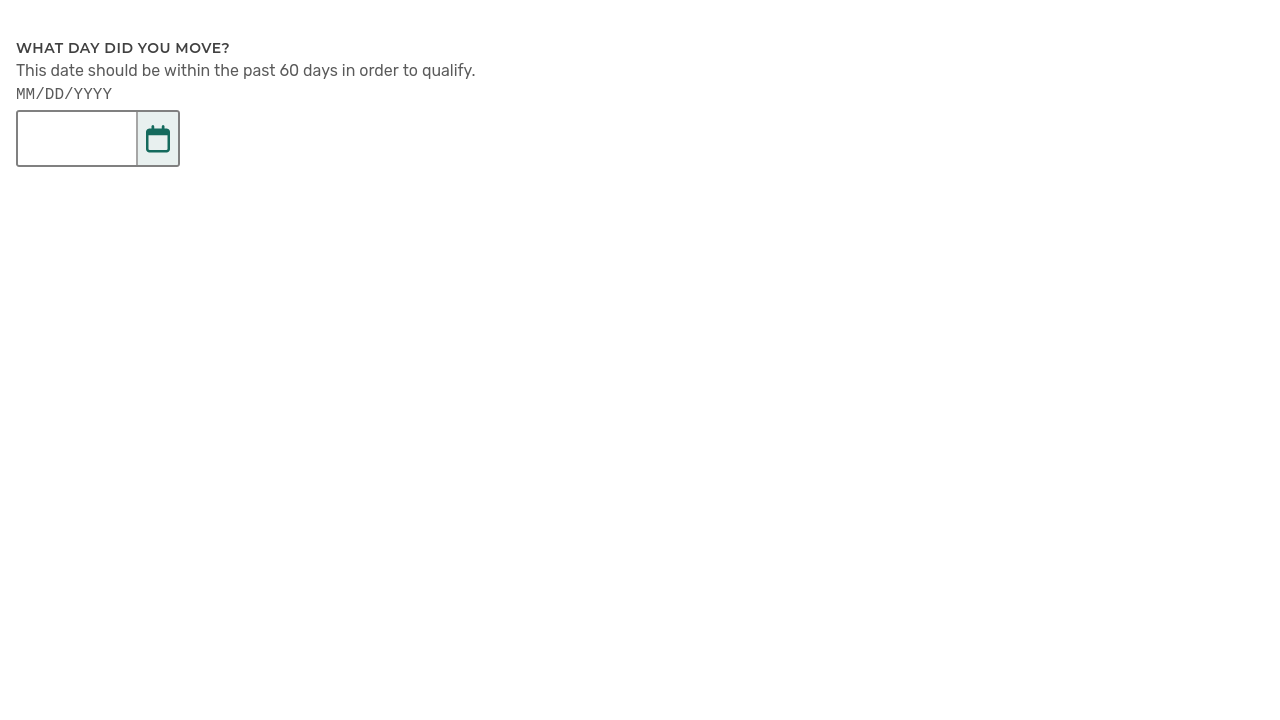 WHAT DAY DID YOU MOVE?
This date should be within the past 60 days in order to qualify.
MM/DD/YYYY